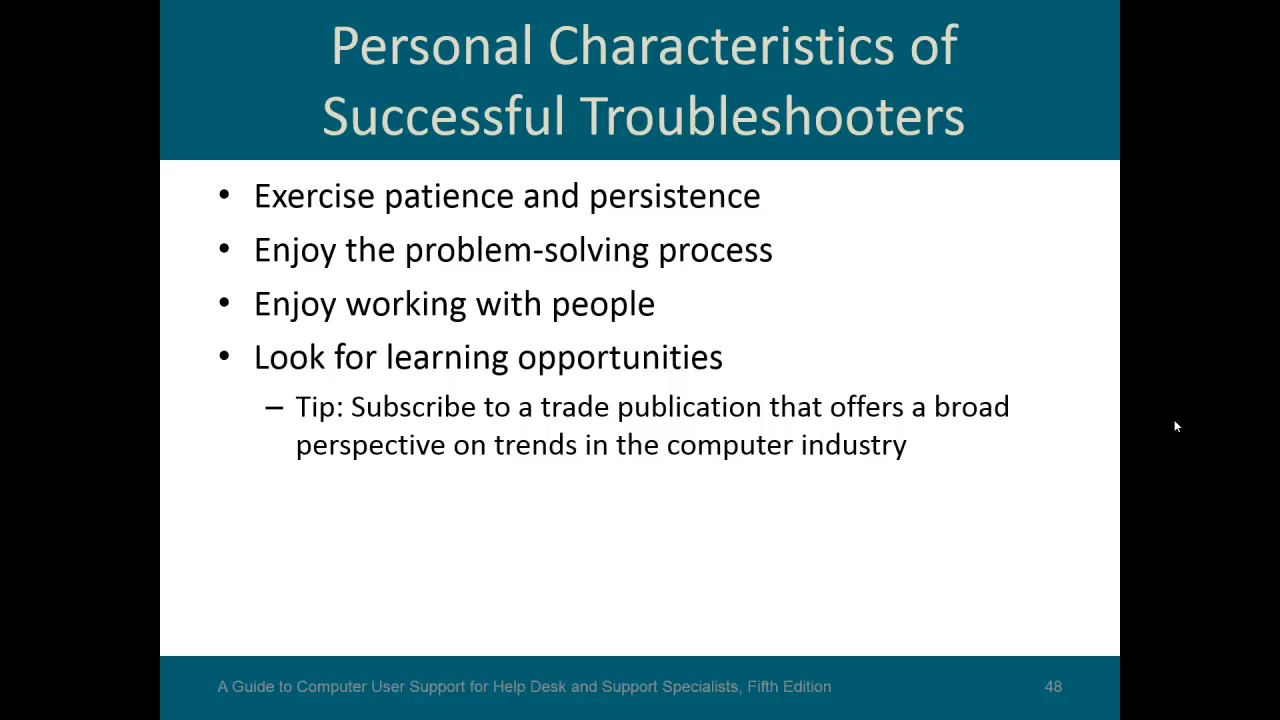 Personal Characteristics of
Successful Troubleshooters
• Exercise patience and persistence
• Enjoy the problem-solving process
• Enjoy working with people
• Look for learning opportunities
– Tip: Subscribe to a trade publication that offers a broad
perspective on trends in the computer industry
A Guide to Computer User Support for Help Desk and Support Specialists, Fifth Edition
48